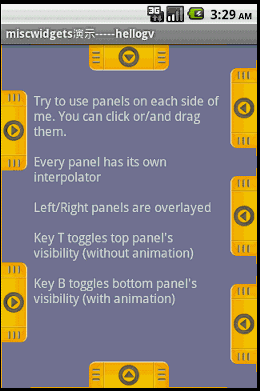 3G
3:29 AM
miscwidgets演示-----hellogv
Try to use panels on each side of
me. You can click or/and drag
them.
Every panel has its own
interpolator
Left/Right panels are overlayed
Key T toggles top panel's
visibility (without animation)
Key B toggles bottom panel's
visibility (with animation)